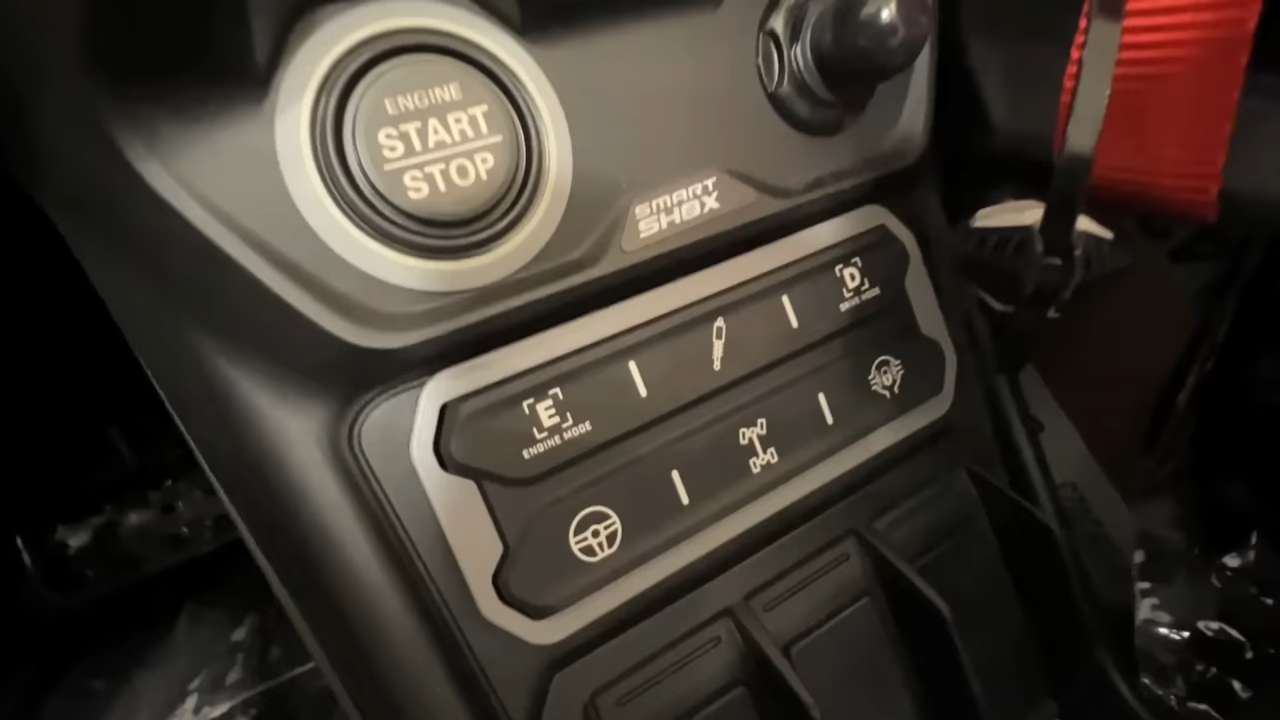 ENGINE
START
STOP
SMART
SHOX
D
DRIVE MODE
E
ENGINE MODE